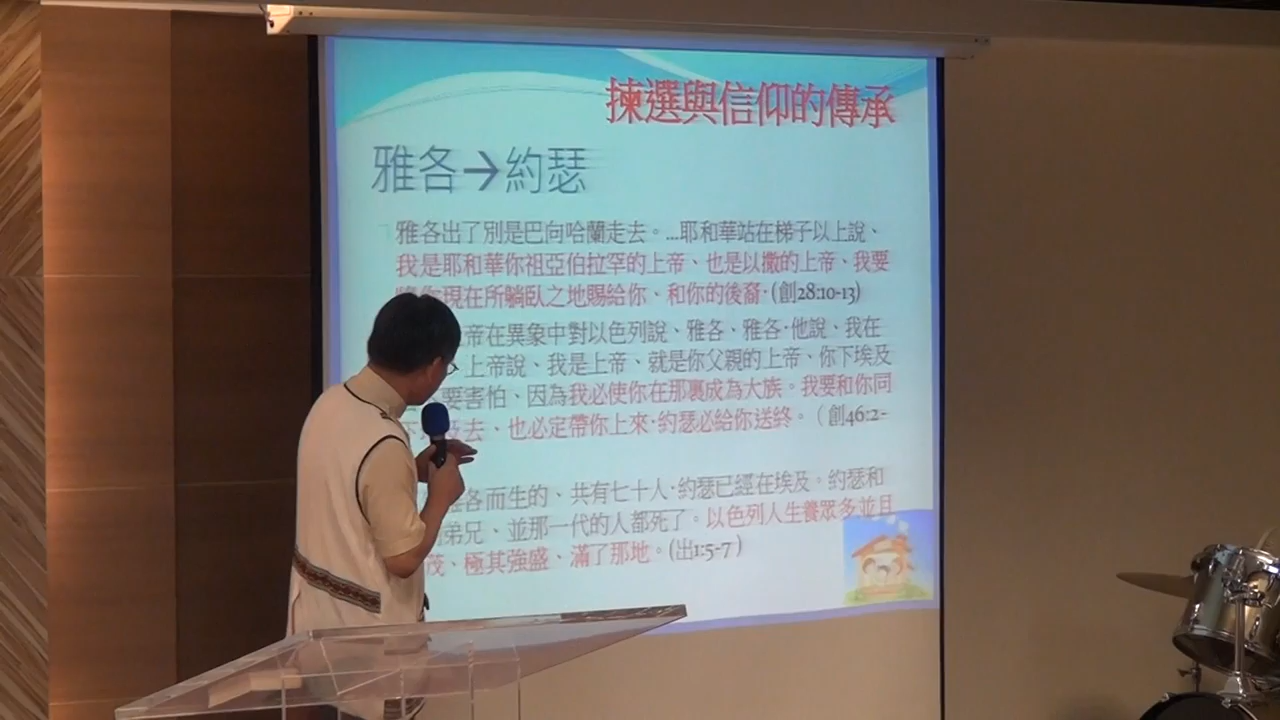 揀選與信仰的傳承
雅各→約瑟
雅各出了別是巴向哈蘭走去。…耶和華站在梯子以上說、
我是耶和華你祖亞伯拉罕的上帝、也是以撒的上帝、我要
現在所躺臥之地賜給你、和你的後裔·(創28:10-13)
帝在異象中對以色列說、雅各、雅各·他說、我在
上帝說、我是上帝、就是你父親的上帝、你下埃及
要害怕、因為我必使你在那裏成為大族。我要和你同
去、也必定帶你上來·約瑟必給你送終。(創46:2-
各而生的、共有七十人·約瑟已經在埃及。約瑟和
弟兄、並那一代的人都死了。以色列人生養眾多並且
茂、極其強盛、滿了那地。(出1:5-7)